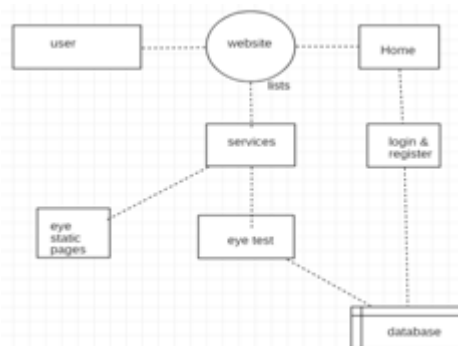 user
website
Home
lists
services
login &
register
eye
static
pages
eye test
database